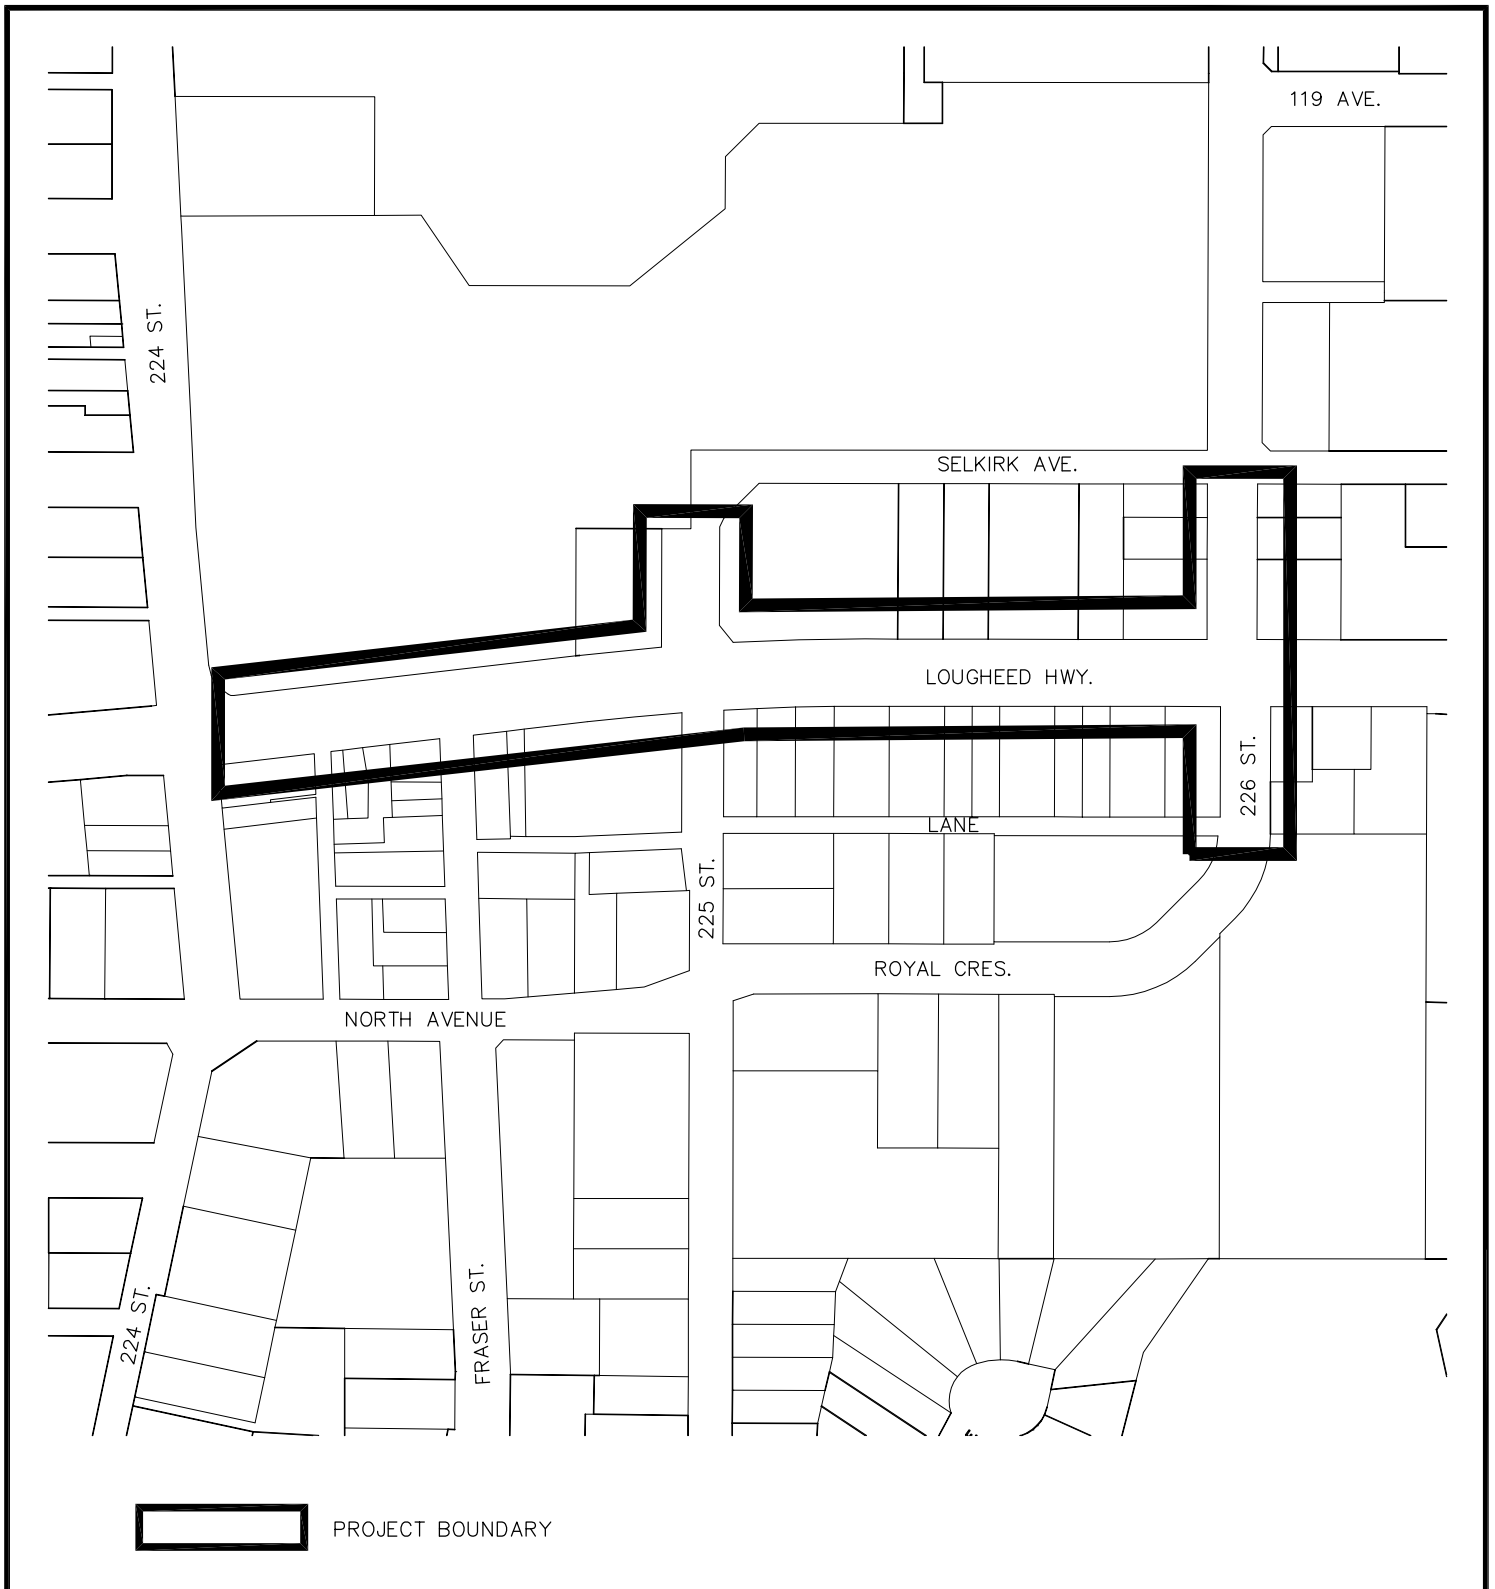 119 AVE.
224 ST.
SELKIRK AVE.
LOUGHEED HWY.
226 ST.
LANE
225 ST.
ROYAL CRES.
NORTH AVENUE
224 ST.
FRASER ST.
PROJECT BOUNDARY